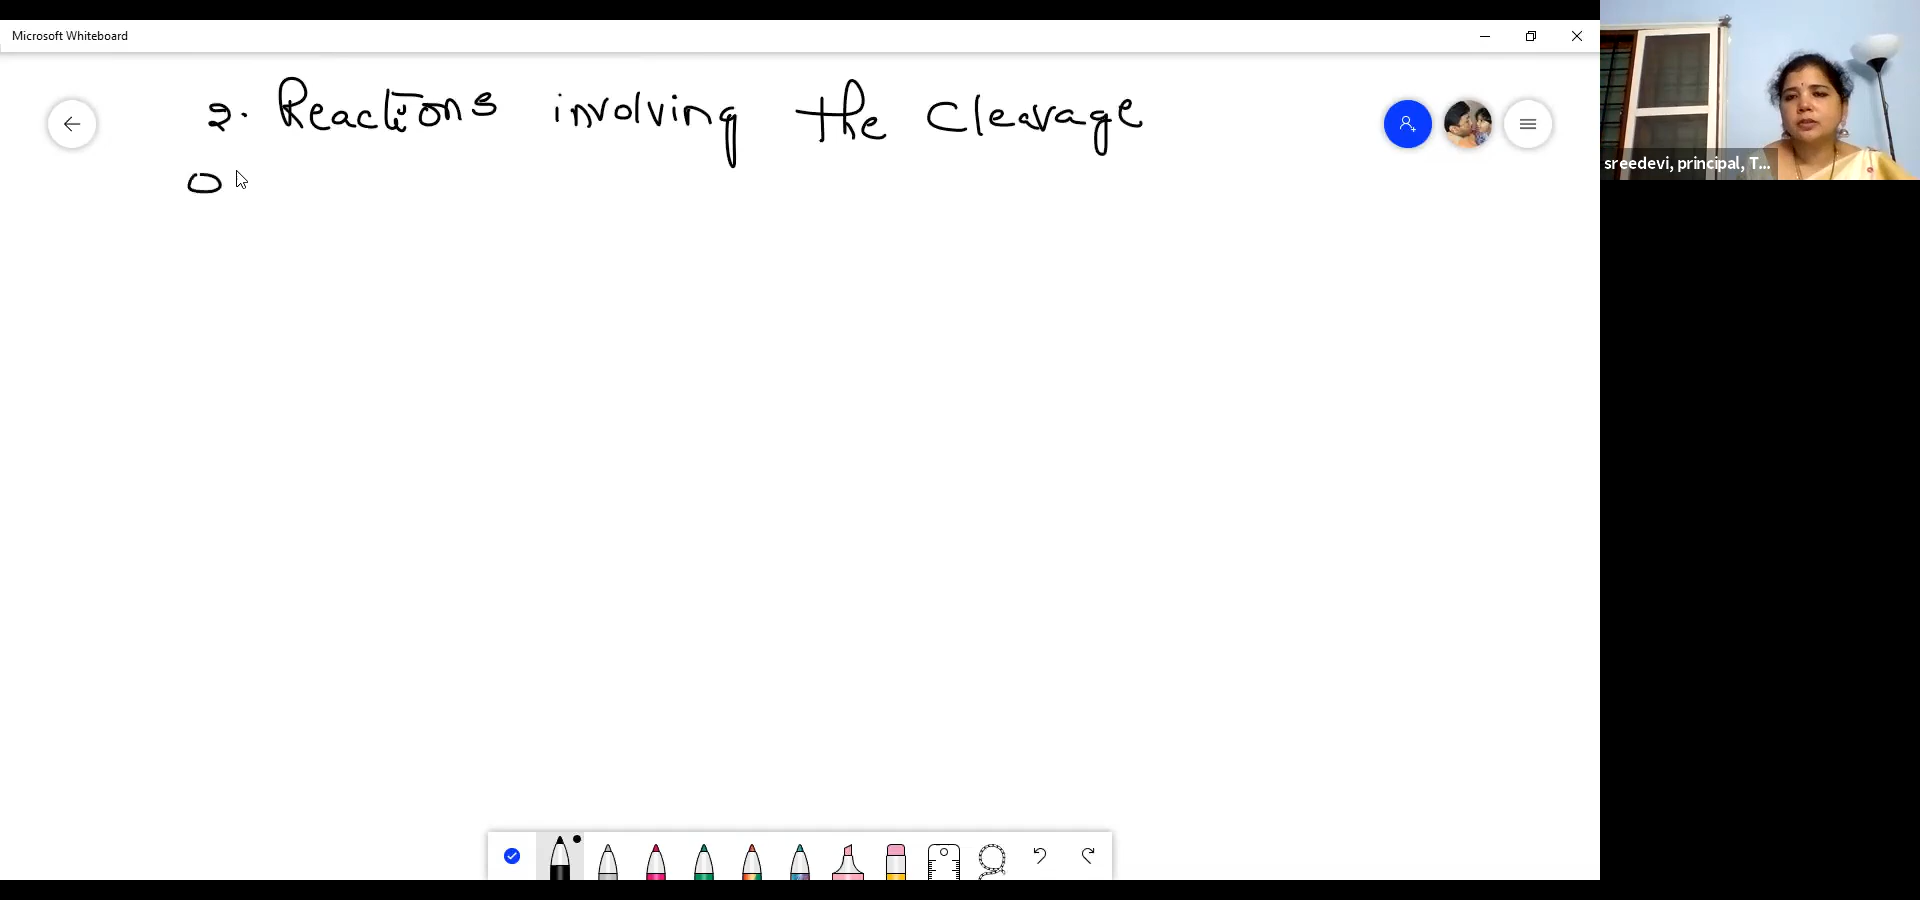 Microsoft Whiteboard
2. Reactions involving the Cleavage
o
sreedevi, principal, T...